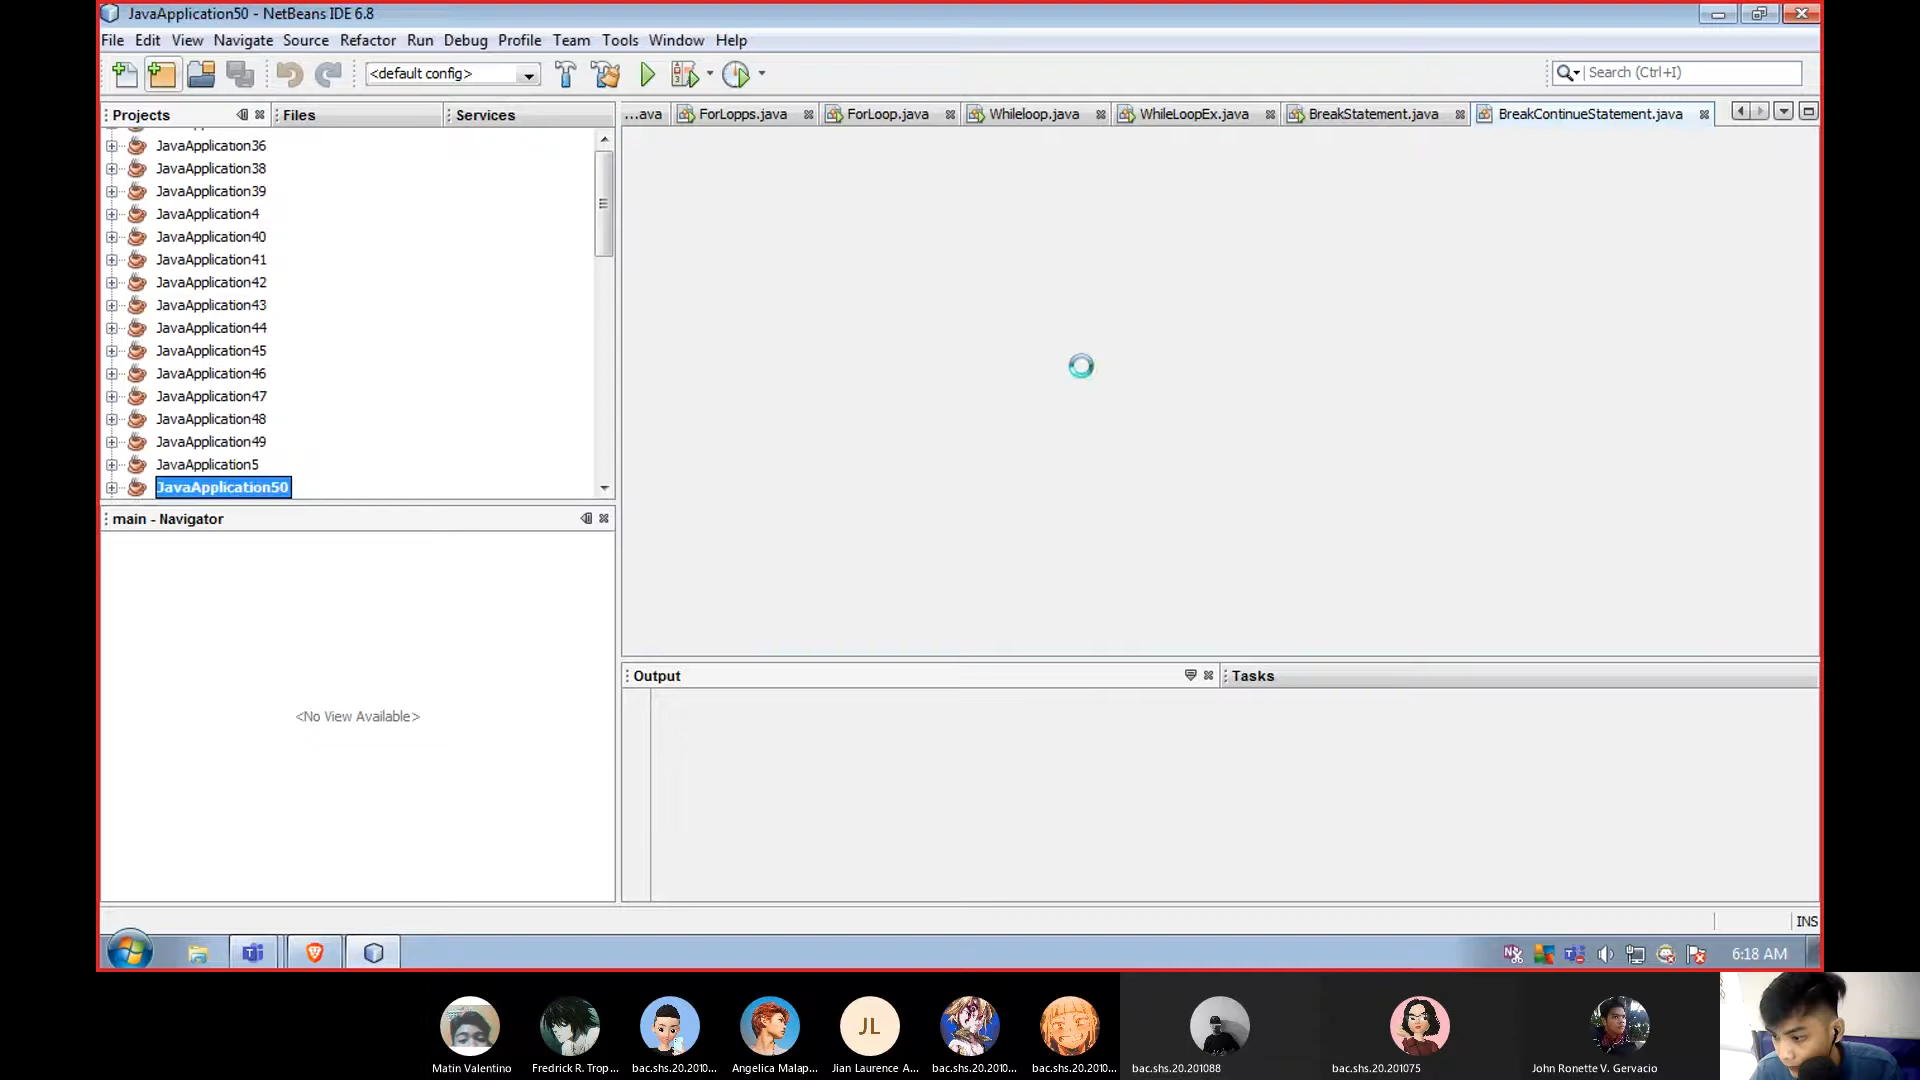 JavaApplication50 - NetBeans IDE 6.8
File Edit View Navigate Source Refactor Run Debug Profile Team Tools Window Help
<default config>
Search (Ctrl+I)
Projects Files Services
...ava ForLopps.java ForLoop.java Whileloop.java WhileLoopEx.java BreakStatement.java BreakContinueStatement.java
JavaApplication36
JavaApplication38
JavaApplication39
JavaApplication4
JavaApplication40
JavaApplication41
JavaApplication42
JavaApplication43
JavaApplication44
JavaApplication45
JavaApplication46
JavaApplication47
JavaApplication48
JavaApplication49
JavaApplication5
JavaApplication50
main - Navigator
<No View Available>
Output Tasks
INS
6:18 AM
JL
Matin Valentino Fredrick R. Trop... bac.shs.20.2010... Angelica Malap... Jian Laurence A... bac.shs.20.2010... bac.shs.20.2010... bac.shs.20.201088 bac.shs.20.201075 John Ronette V. Gervacio